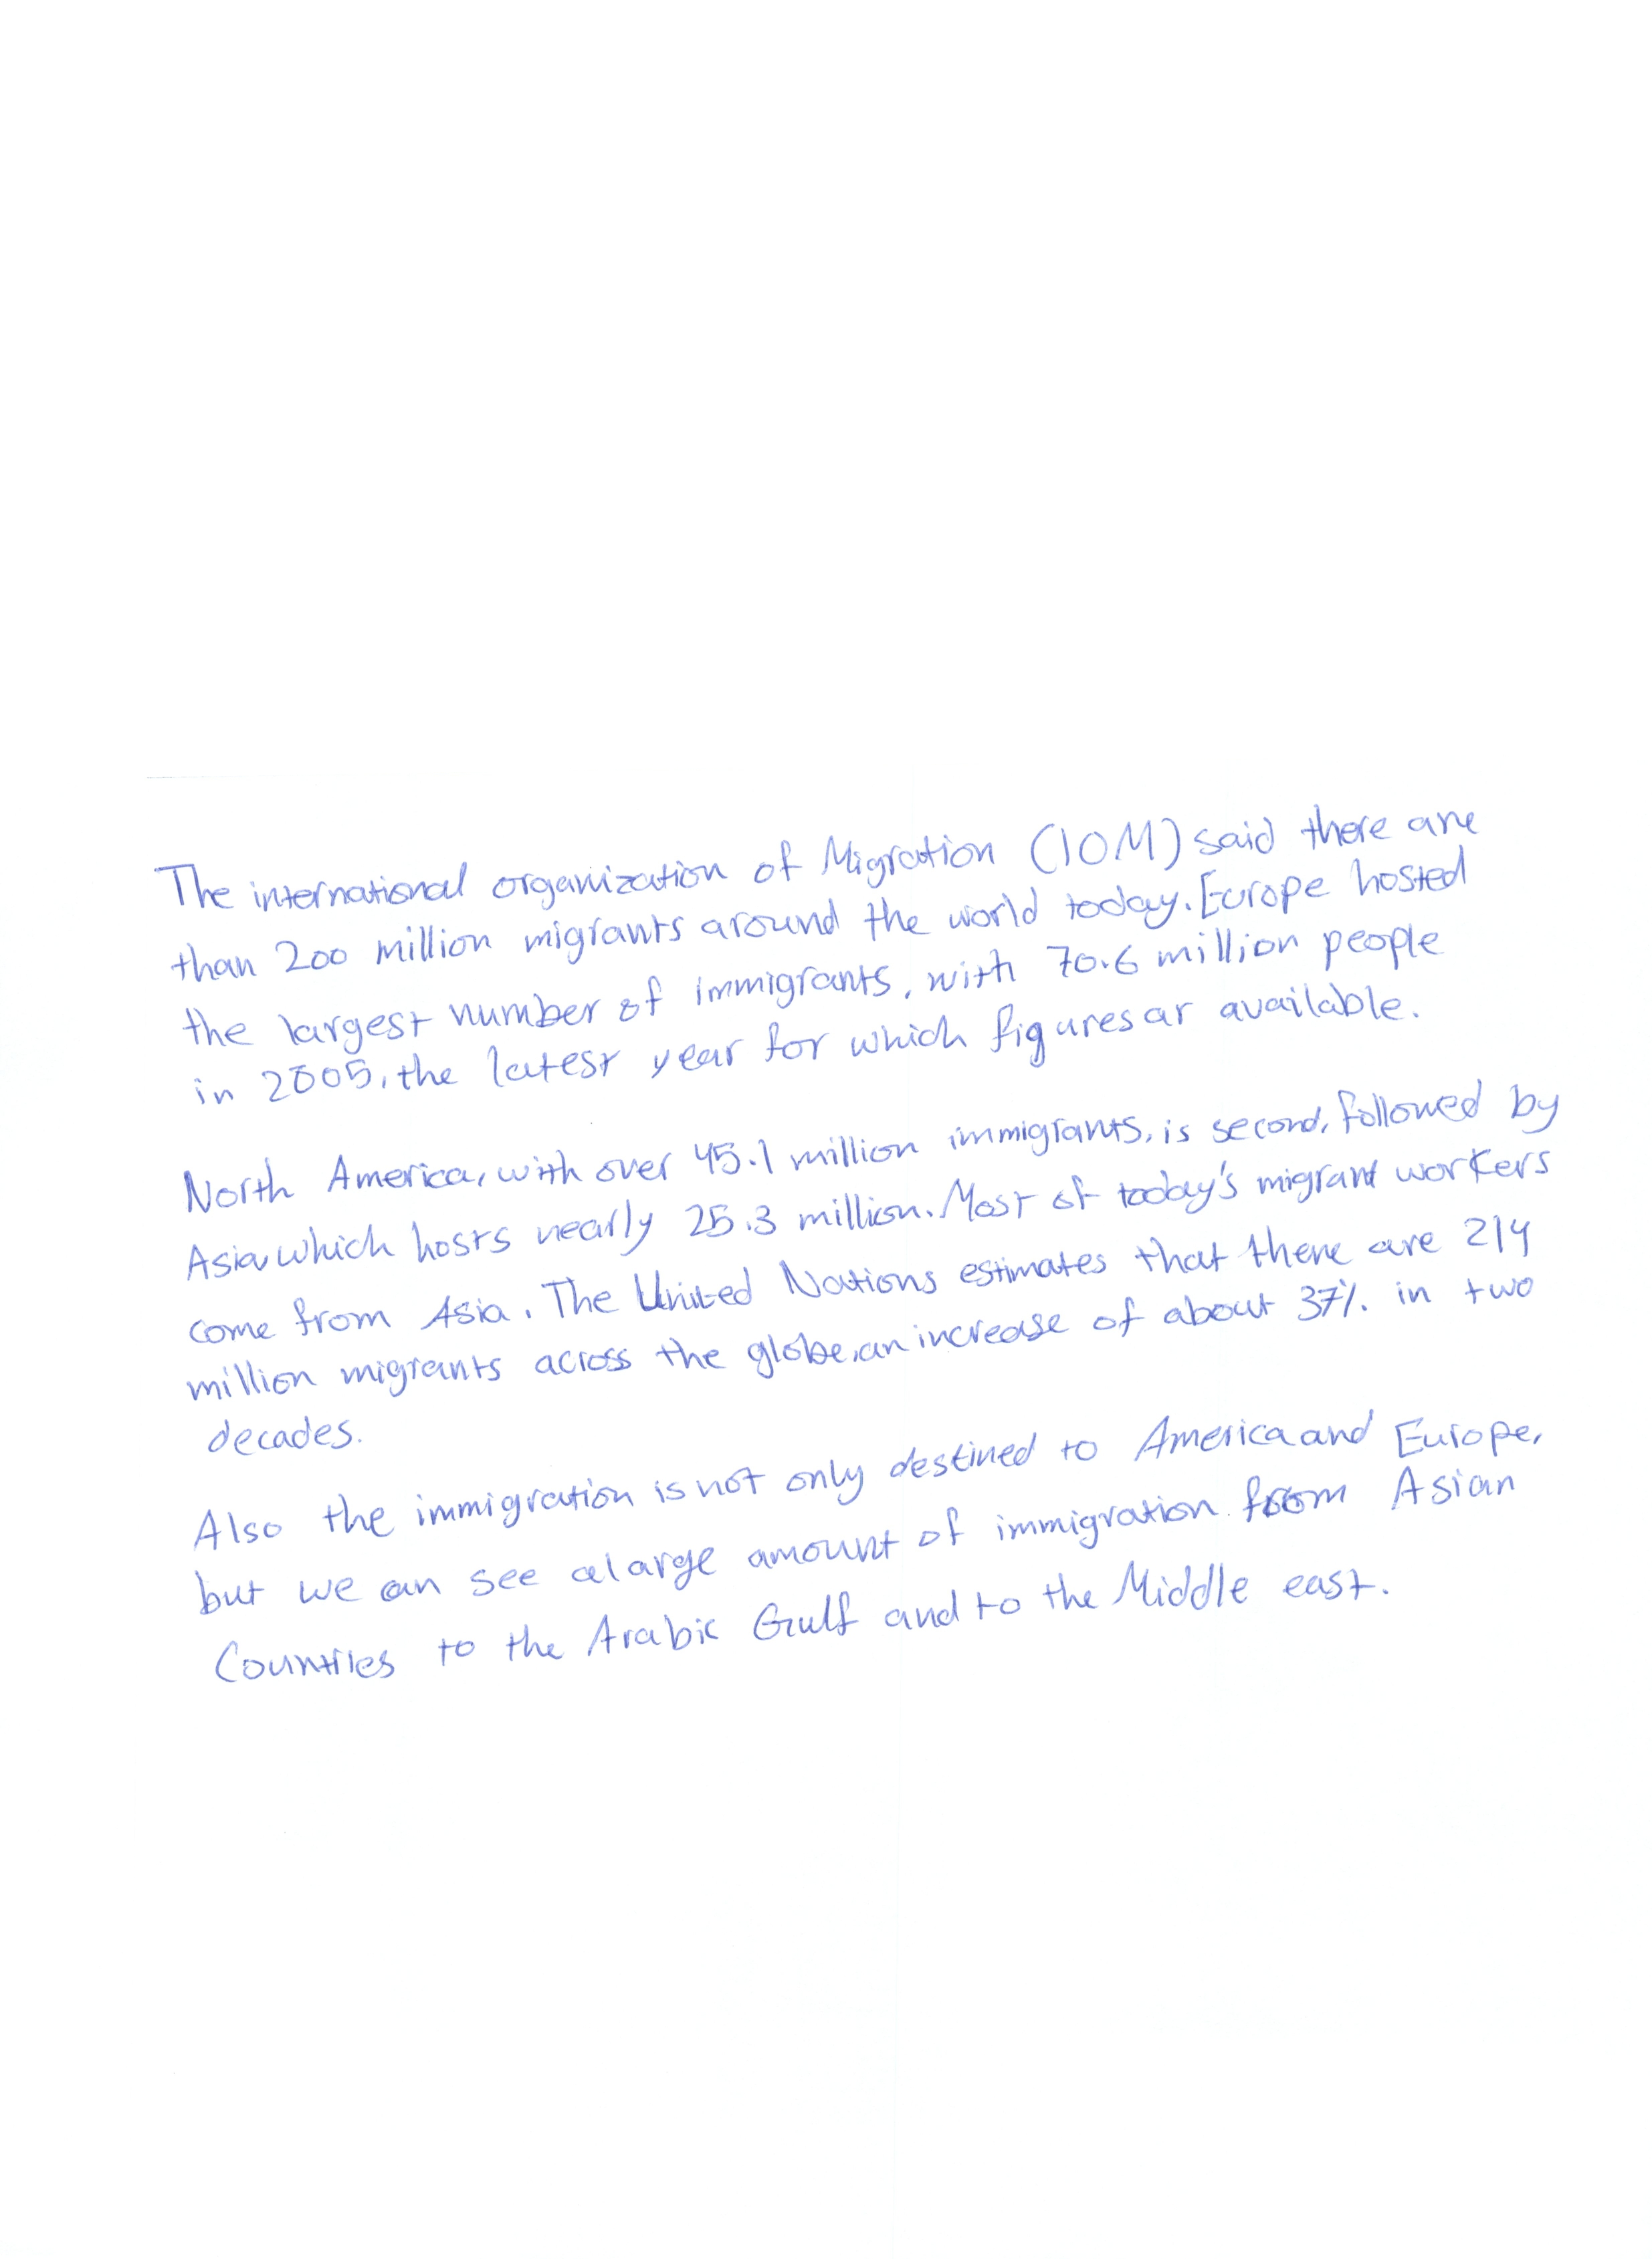 The international organization of Migration (IOM) said there are
than 200 million migrants around the world today. Europe hosted
the largest number of immigrants, with 70.6 million people
in 2005, the latest year for which figures ar available.
North America, with over 45.1 million immigrants, is second, followed by
Asia which hosts nearly 25.3 million. Most of today's migrant workers
come from Asia. The United Nations estimates that there are 214
million migrants across the globe, an increase of about 37% in two
decades.
Also the immigration is not only destined to America and Europe,
but we can see a large amount of immigration from Asian
Countries to the Arabic Gulf and to the Middle east.